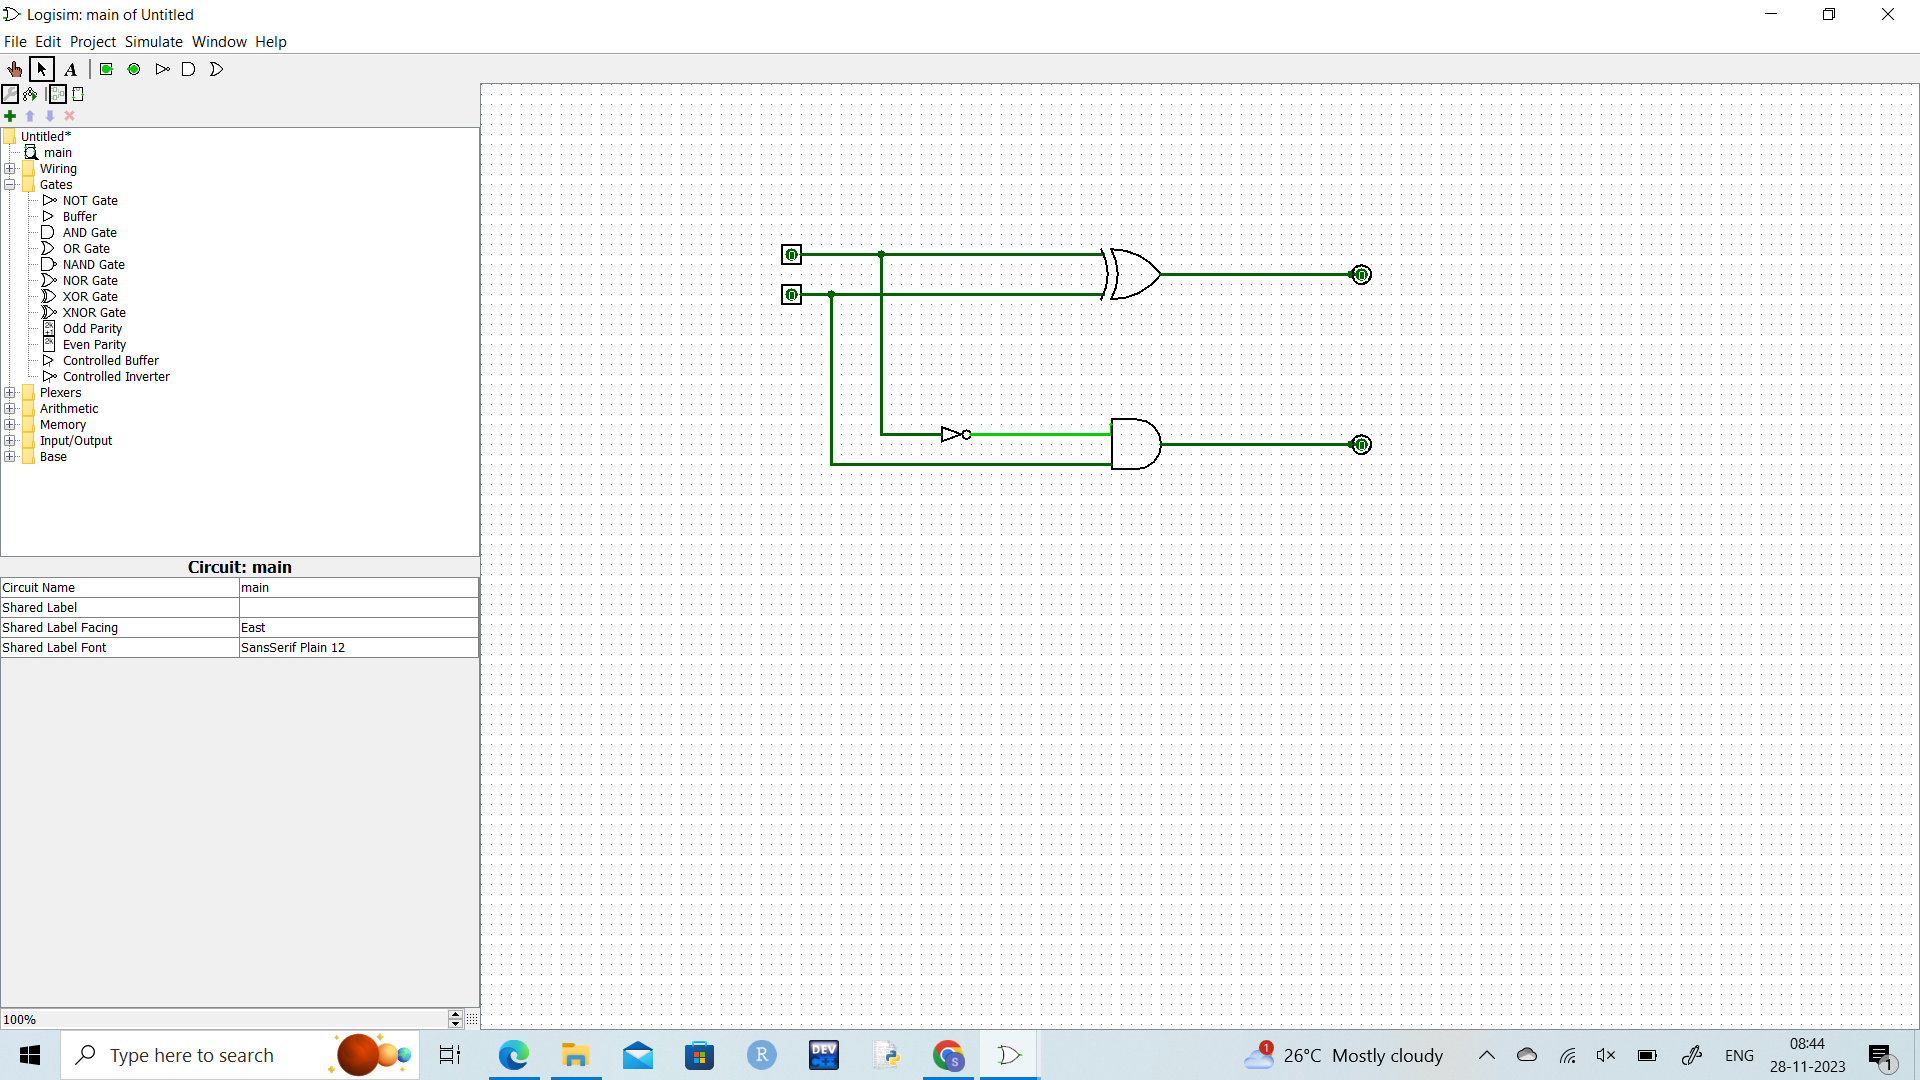 Logisim: main of Untitled
File Edit Project Simulate Window Help
A
Untitled*
main
Wiring
Gates
NOT Gate
Buffer
AND Gate
OR Gate
NAND Gate
NOR Gate
XOR Gate
XNOR Gate
Odd Parity
Even Parity
Controlled Buffer
Controlled Inverter
Plexers
Arithmetic
Memory
Input/Output
Base
0
0
0
0
Circuit: main
Circuit Name main
Shared Label
Shared Label Facing East
Shared Label Font SansSerif Plain 12
100%
Type here to search
R
DEV
C++
S
1
26°C Mostly cloudy
ENG
08:44
28-11-2023
1